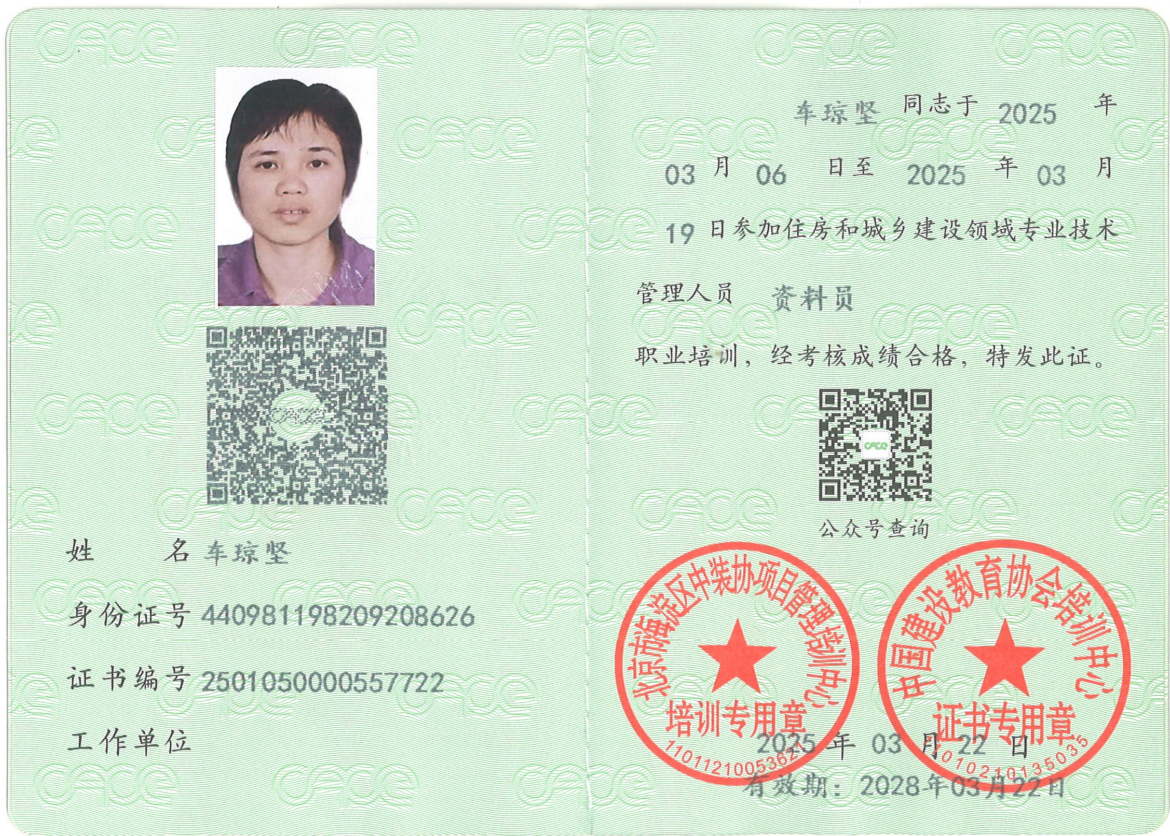 姓 名 车琼坚
身份证号 440981198209208626
证书编号 2501050000557722
工作单位
车琼坚 同志于 2025 年
03 月 06 日至 2025 年 03 月
19 日参加住房和城乡建设领域专业技术
管理人员 资料员
职业培训，经考核成绩合格，特发此证。
CACE
公众号查询
北京市海淀区中装协项目管理培训中心
培训专用章
中国建设教育协会培训中心
证书专用章
11010210135035
2025 年 03 月 22 日
有效期：2028年03月22日